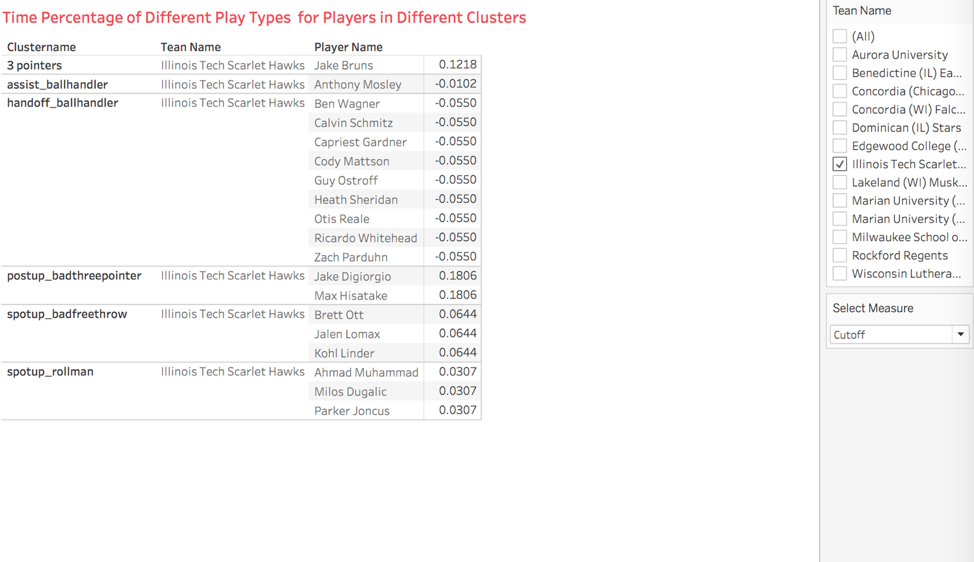 Time Percentage of Different Play Types for Players in Different Clusters
Clustername Tean Name Player Name
3 pointers Illinois Tech Scarlet Hawks Jake Bruns 0.1218
assist_ballhandler Illinois Tech Scarlet Hawks Anthony Mosley -0.0102
handoff_ballhandler Illinois Tech Scarlet Hawks Ben Wagner -0.0550
Calvin Schmitz -0.0550
Capriest Gardner -0.0550
Cody Mattson -0.0550
Guy Ostroff -0.0550
Heath Sheridan -0.0550
Otis Reale -0.0550
Ricardo Whitehead -0.0550
Zach Parduhn -0.0550
postup_badthreepointer Illinois Tech Scarlet Hawks Jake Digiorgio 0.1806
Max Hisatake 0.1806
spotup_badfreethrow Illinois Tech Scarlet Hawks Brett Ott 0.0644
Jalen Lomax 0.0644
Kohl Linder 0.0644
spotup_rollman Illinois Tech Scarlet Hawks Ahmad Muhammad 0.0307
Milos Dugalic 0.0307
Parker Joncus 0.0307
Tean Name
(All)
Aurora University
Benedictine (IL) Ea...
Concordia (Chicago...
Concordia (WI) Falc...
Dominican (IL) Stars
Edgewood College (...
Illinois Tech Scarlet...
Lakeland (WI) Musk...
Marian University (...
Marian University (...
Milwaukee School o...
Rockford Regents
Wisconsin Luthera...
Select Measure
Cutoff